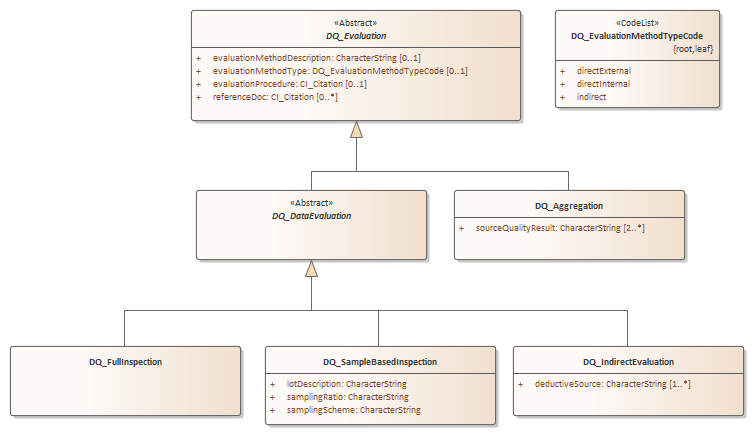 «Abstract»
DQ_Evaluation
+ evaluationMethodDescription: CharacterString [0..1]
+ evaluationMethodType: DQ_EvaluationMethodTypeCode [0..1]
+ evaluationProcedure: CI_Citation [0..1]
+ referenceDoc: CI_Citation [0..*]
«CodeList»
DQ_EvaluationMethodTypeCode
{root,leaf}
+ directExternal
+ directInternal
+ indirect
«Abstract»
DQ_DataEvaluation
DQ_Aggregation
+ sourceQualityResult: CharacterString [2..*]
DQ_FullInspection
DQ_SampleBasedInspection
+ lotDescription: CharacterString
+ samplingRatio: CharacterString
+ samplingScheme: CharacterString
DQ_IndirectEvaluation
+ deductiveSource: CharacterString [1..*]